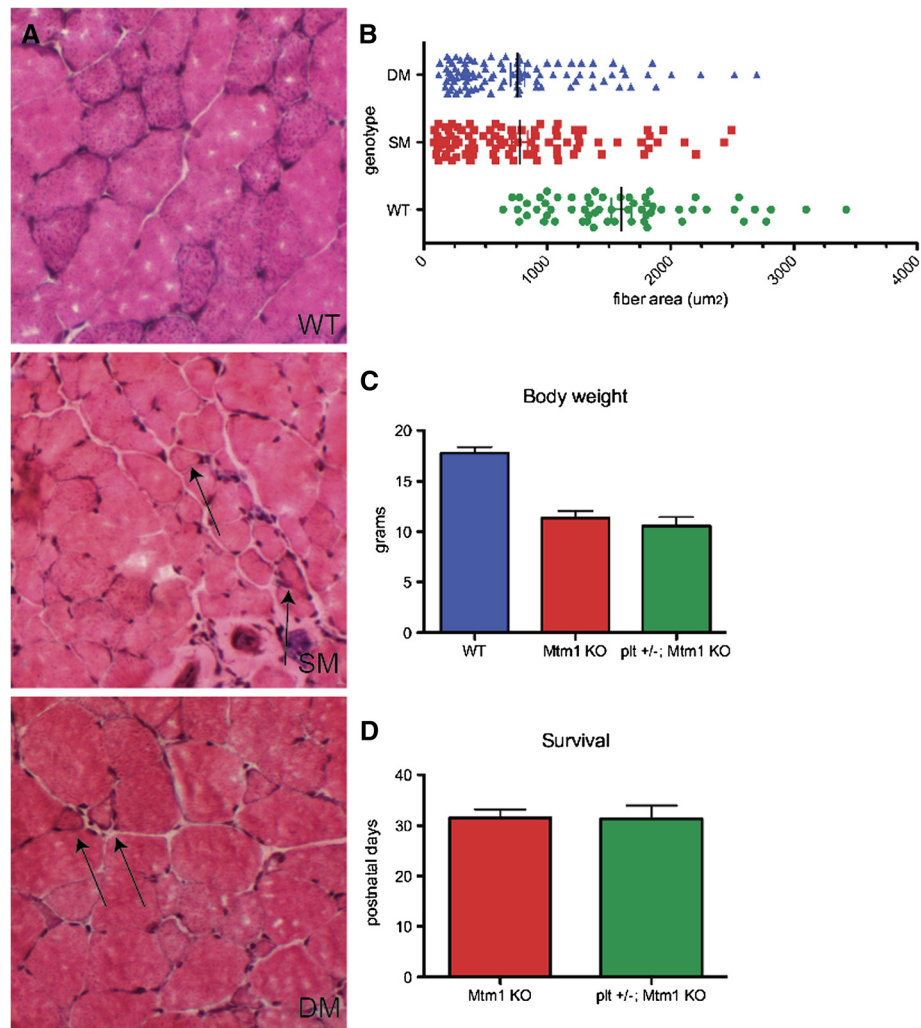 A
WT
SM
DM
B
genotype
DM
SM
WT
0
1000
2000
3000
4000
fiber area (um2)
C
Body weight
grams
20
15
10
5
0
WT
Mtm1 KO
plt +/-; Mtm1 KO
D
Survival
postnatal days
40
30
20
10
0
Mtm1 KO
plt +/-; Mtm1 KO